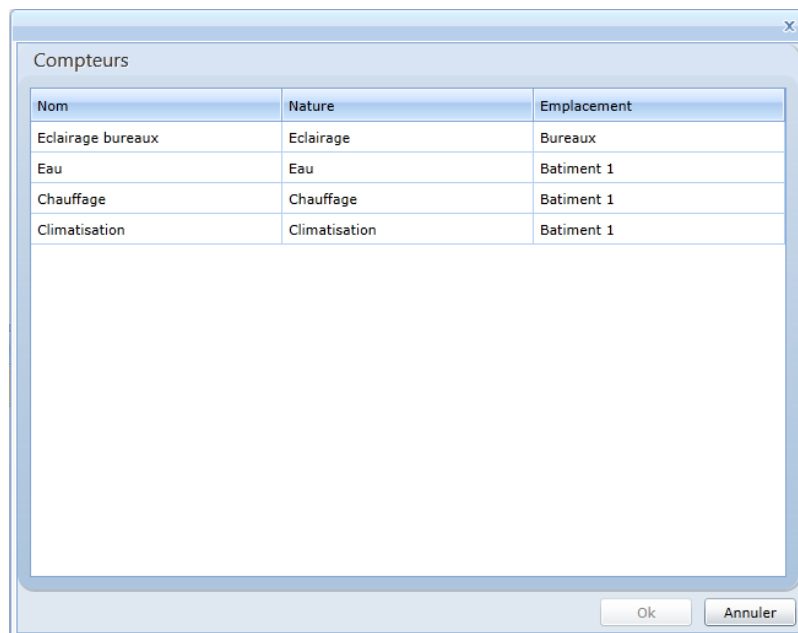 x
Compteurs
Nom Nature Emplacement
Eclairage bureaux Eclairage Bureaux
Eau Eau Batiment 1
Chauffage Chauffage Batiment 1
Climatisation Climatisation Batiment 1
Ok Annuler